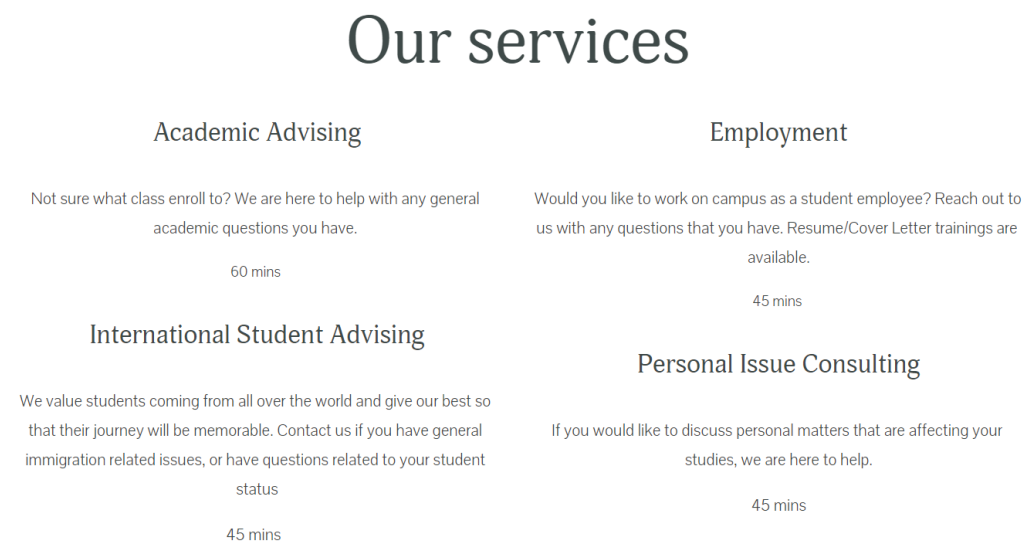 Our services
Academic Advising
Not sure what class enroll to? We are here to help with any general
academic questions you have.
60 mins
International Student Advising
We value students coming from all over the world and give our best so
that their journey will be memorable. Contact us if you have general
immigration related issues, or have questions related to your student
status
45 mins
Employment
Would you like to work on campus as a student employee? Reach out to
us with any questions that you have. Resume/Cover Letter trainings are
available.
45 mins
Personal Issue Consulting
If you would like to discuss personal matters that are affecting your
studies, we are here to help.
45 mins